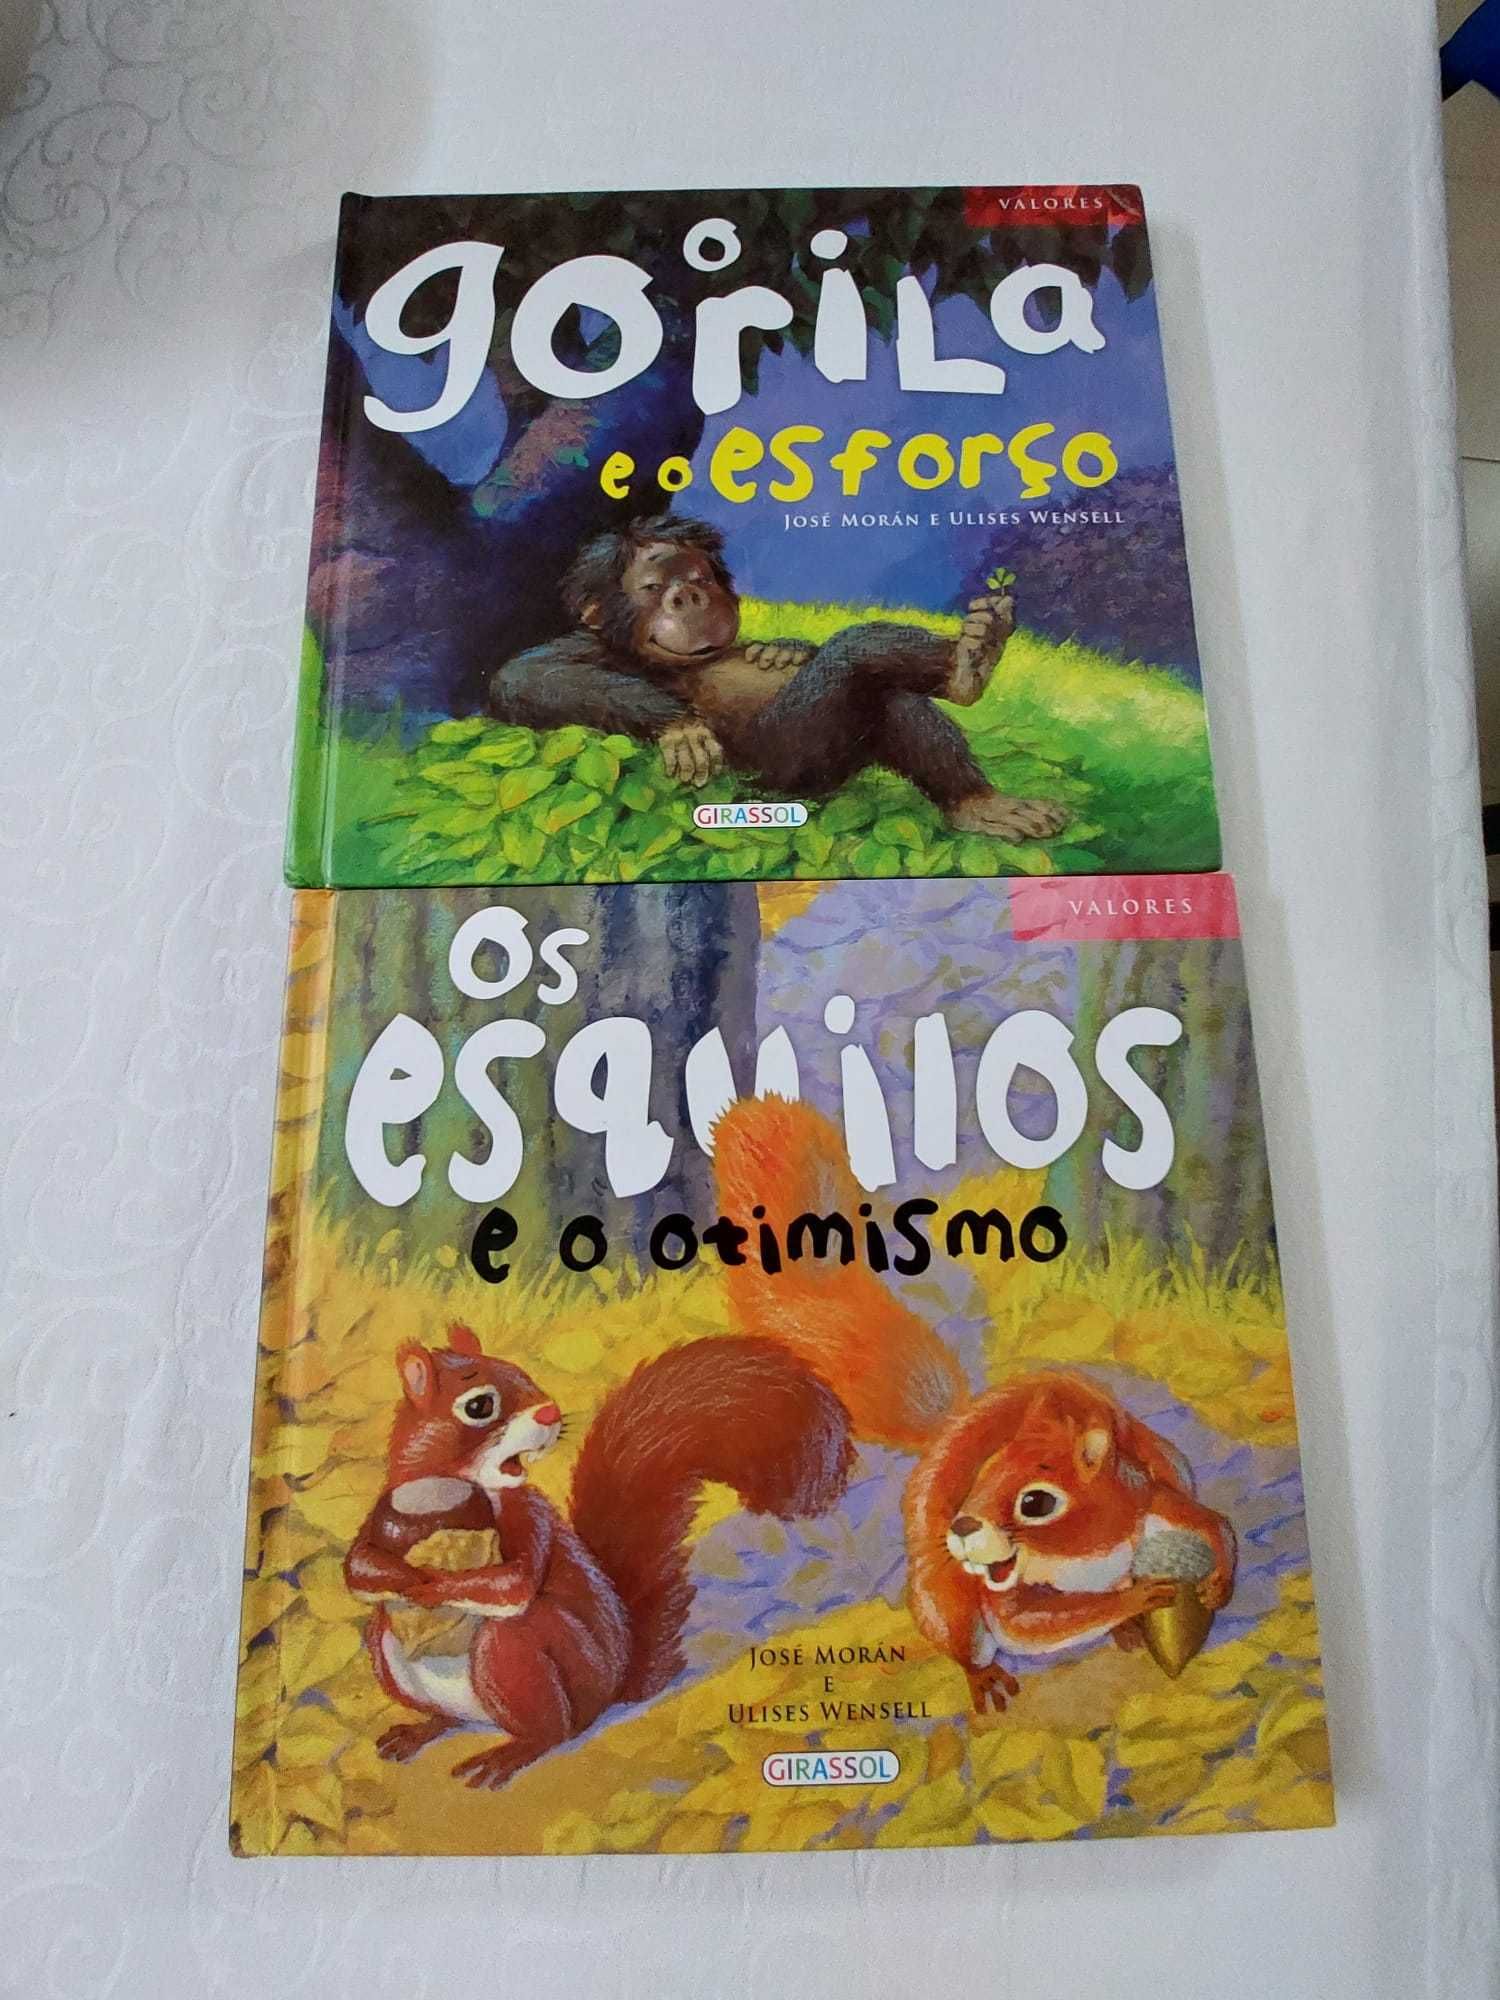 VALORES
O
gorila
e o esforço
José Morán e Ulises Wensell
GIRASSOL
VALORES
Os
esquilos
e o otimismo
José Morán
e
Ulises Wensell
GIRASSOL